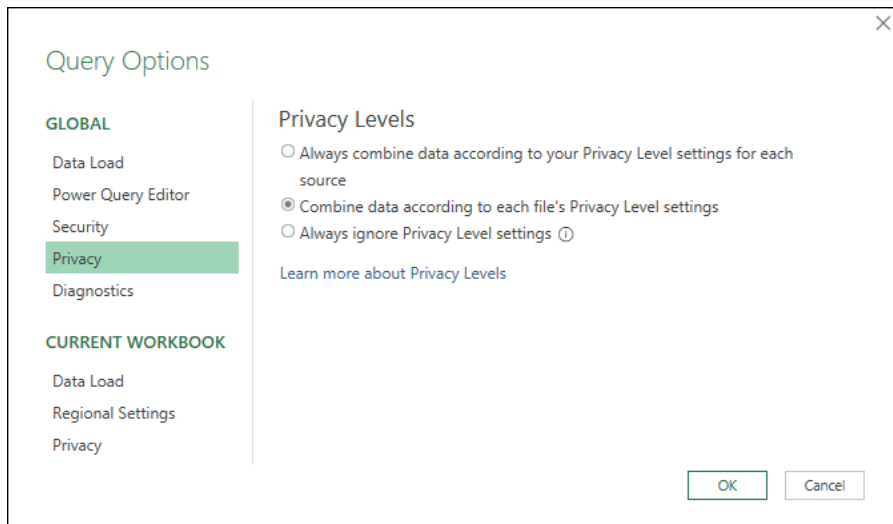 Query Options
GLOBAL
Data Load
Power Query Editor
Security
Privacy
Diagnostics
CURRENT WORKBOOK
Data Load
Regional Settings
Privacy
Privacy Levels
Always combine data according to your Privacy Level settings for each
source
Combine data according to each file's Privacy Level settings
Always ignore Privacy Level settings
Learn more about Privacy Levels
OK
Cancel